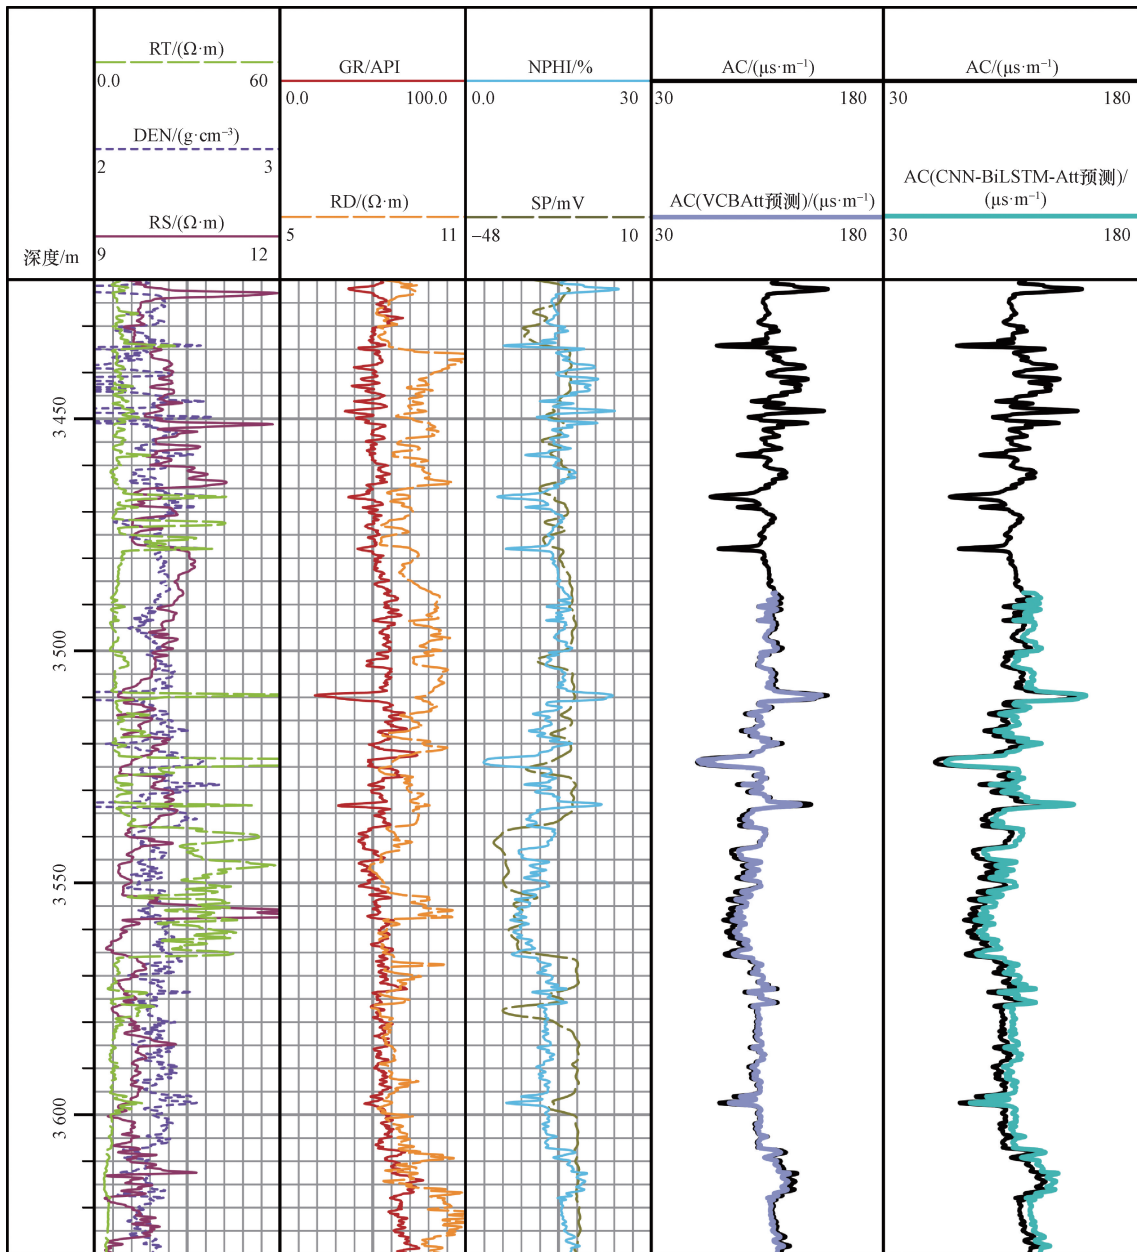 RT/(Ω·m)
0.0 60
DEN/(g·cm⁻³)
2 3
RS/(Ω·m)
9 12
深度/m
GR/API
0.0 100.0
RD/(Ω·m)
5 11
NPHI/%
0.0 30
SP/mV
−48 10
AC/(μs·m⁻¹)
30 180
AC(VCBAtt预测)/(μs·m⁻¹)
30 180
AC/(μs·m⁻¹)
30 180
AC(CNN-BiLSTM-Att预测)/
(μs·m⁻¹)
30 180
3 450
3 500
3 550
3 600